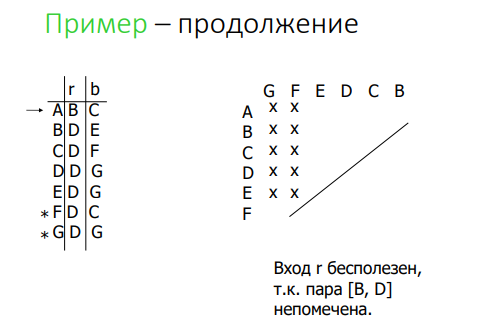 Пример – продолжение
r b
→ A B C
B D E
C D F
D D G
E D G
* F D C
* G D G
G F E D C B
A x x
B x x
C x x
D x x
E x x
F
Вход r бесполезен,
т.к. пара [B, D]
непомечена.